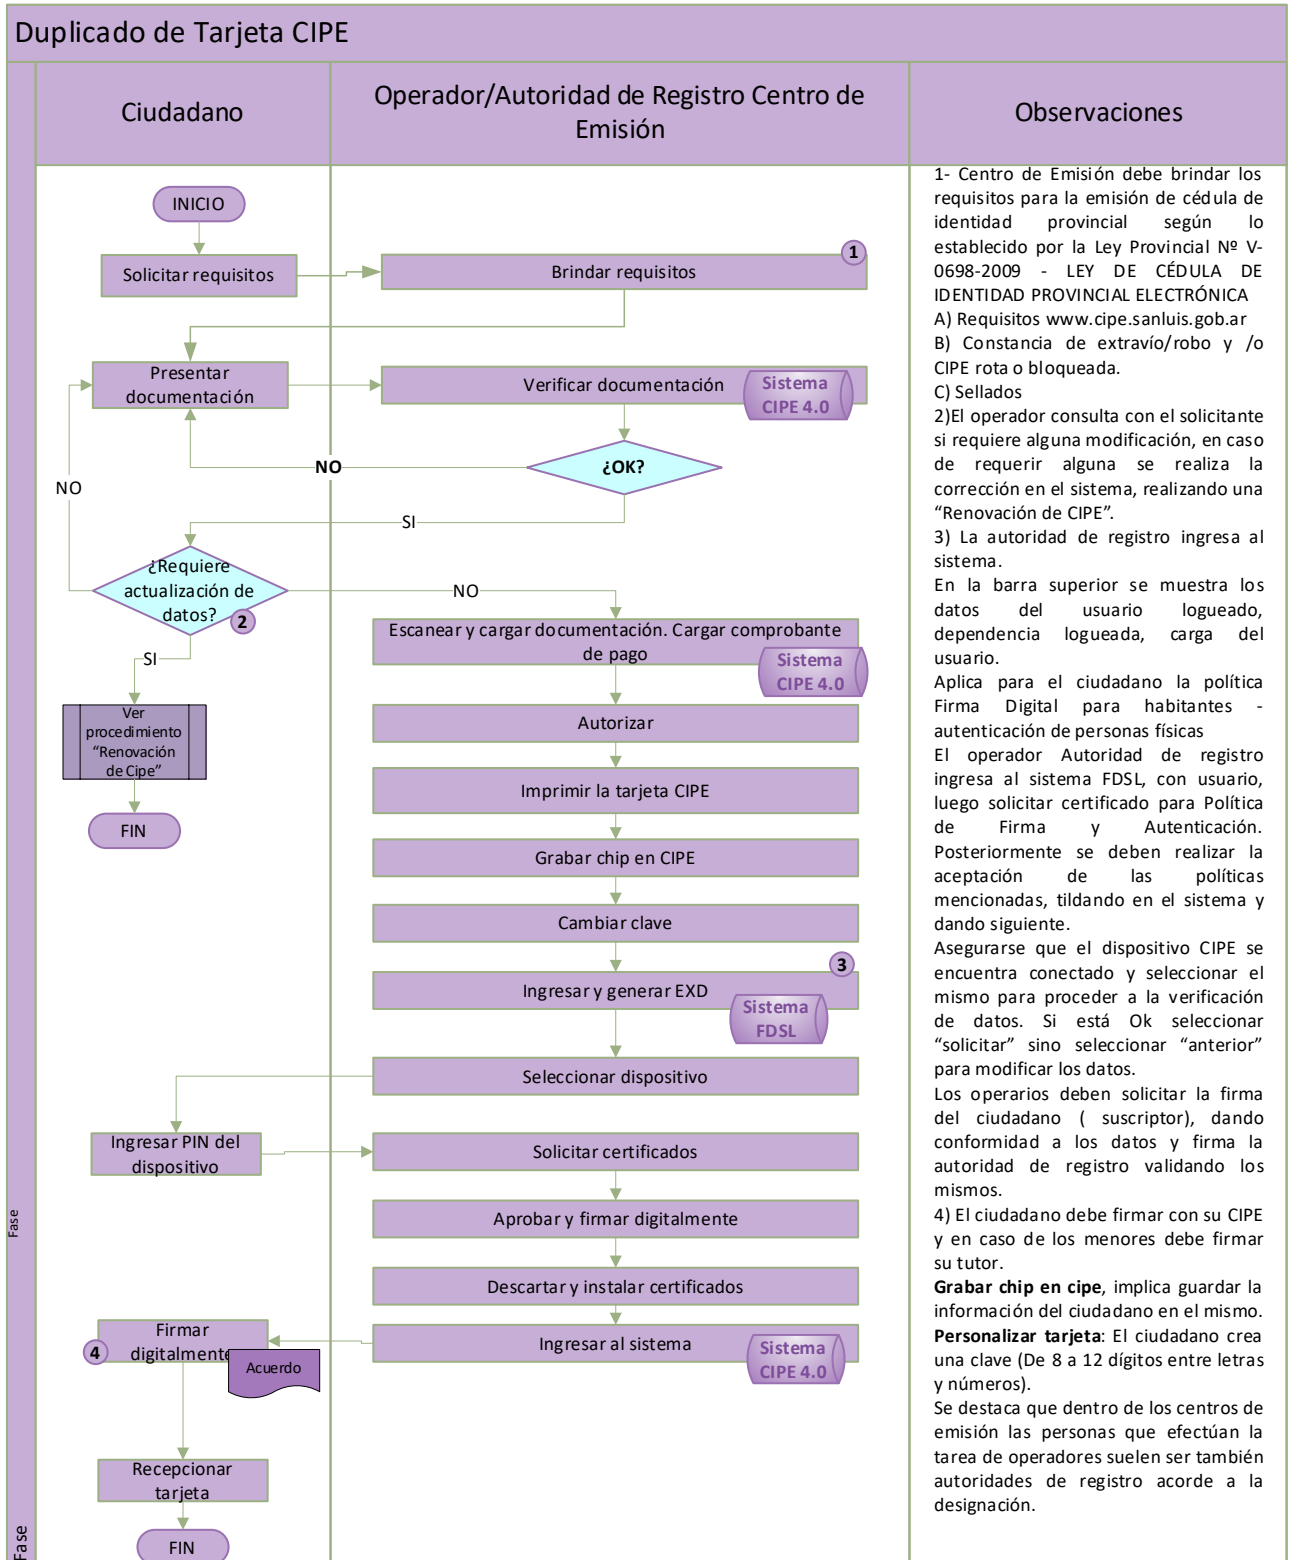 Duplicado de Tarjeta CIPE
Ciudadano
Operador/Autoridad de Registro Centro de
Emisión
Observaciones
INICIO
Solicitar requisitos
Brindar requisitos
1
Presentar
documentación
Verificar documentación
Sistema
CIPE 4.0
¿OK?
NO
NO
SI
¿Requiere
actualización de
datos?
2
NO
SI
Escanear y cargar documentación. Cargar comprobante
de pago
Sistema
CIPE 4.0
Ver
procedimiento
“Renovación
de Cipe”
FIN
Autorizar
Imprimir la tarjeta CIPE
Grabar chip en CIPE
Cambiar clave
Ingresar y generar EXD
3
Sistema
FDSL
Seleccionar dispositivo
Ingresar PIN del
dispositivo
Solicitar certificados
Aprobar y firmar digitalmente
Descartar y instalar certificados
Ingresar al sistema
Sistema
CIPE 4.0
Firmar
digitalmente
4
Acuerdo
Recepcionar
tarjeta
FIN
Fase
Fase
1- Centro de Emisión debe brindar los
requisitos para la emisión de cédula de
identidad provincial según lo
establecido por la Ley Provincial Nº V-
0698-2009 - LEY DE CÉDULA DE
IDENTIDAD PROVINCIAL ELECTRÓNICA
A) Requisitos www.cipe.sanluis.gob.ar
B) Constancia de extravío/robo y /o
CIPE rota o bloqueada.
C) Sellados
2)El operador consulta con el solicitante
si requiere alguna modificación, en caso
de requerir alguna se realiza la
corrección en el sistema, realizando una
“Renovación de CIPE”.
3) La autoridad de registro ingresa al
sistema.
En la barra superior se muestra los
datos del usuario logueado,
dependencia logueada, carga del
usuario.
Aplica para el ciudadano la política
Firma Digital para habitantes -
autenticación de personas físicas
El operador Autoridad de registro
ingresa al sistema FDSL, con usuario,
luego solicitar certificado para Política
de Firma y Autenticación.
Posteriormente se deben realizar la
aceptación de las políticas
mencionadas, tildando en el sistema y
dando siguiente.
Asegurarse que el dispositivo CIPE se
encuentra conectado y seleccionar el
mismo para proceder a la verificación
de datos. Si está Ok seleccionar
“solicitar” sino seleccionar “anterior”
para modificar los datos.
Los operarios deben solicitar la firma
del ciudadano ( suscriptor), dando
conformidad a los datos y firma la
autoridad de registro validando los
mismos.
4) El ciudadano debe firmar con su CIPE
y en caso de los menores debe firmar
su tutor.
Grabar chip en cipe, implica guardar la
información del ciudadano en el mismo.
Personalizar tarjeta: El ciudadano crea
una clave (De 8 a 12 dígitos entre letras
y números).
Se destaca que dentro de los centros de
emisión las personas que efectúan la
tarea de operadores suelen ser también
autoridades de registro acorde a la
designación.